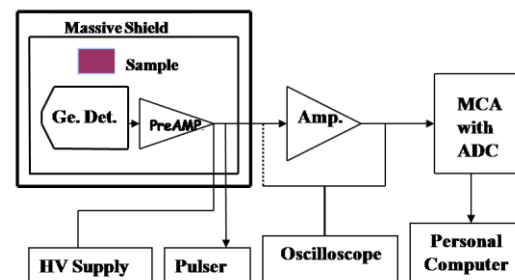 Massive Shield
Sample
Ge. Det.
PreAMP.
Amp.
MCA
with
ADC
HV Supply
Pulser
Oscilloscope
Personal
Computer